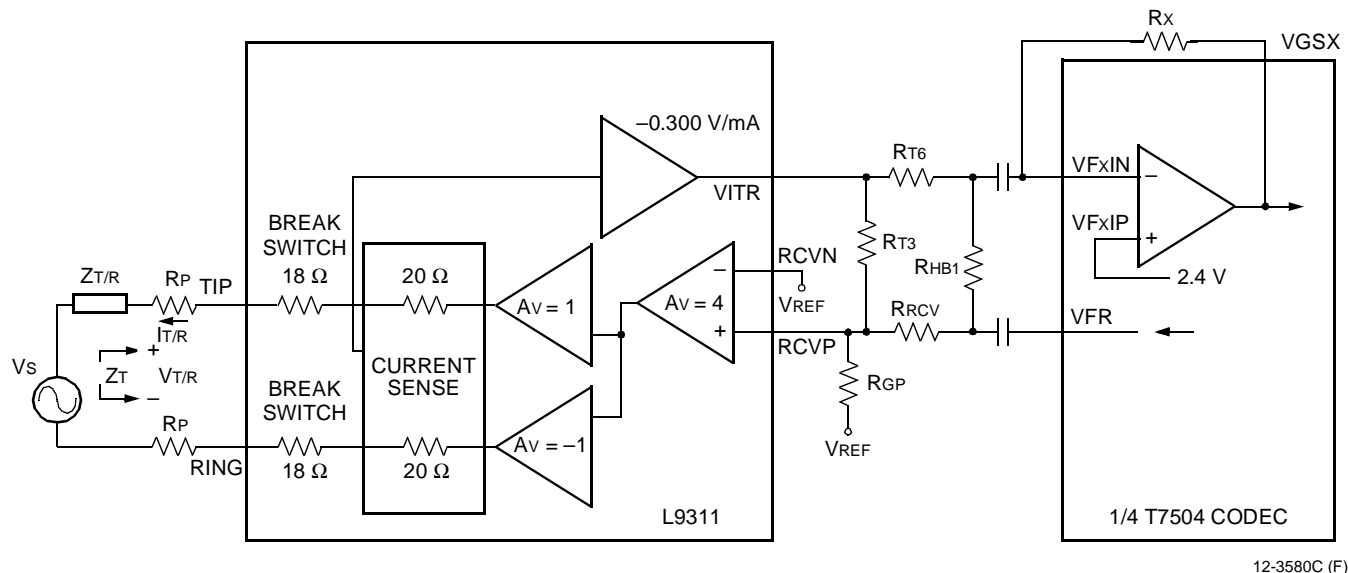 RX
VGSX
–0.300 V/mA
VITR
RT6
VFXIN
–
VFXIP
+
2.4 V
BREAK
SWITCH
18 Ω
20 Ω
AV = 1
RT3
RHB1
RCVN
–
VREF
AV = 4
+
RCVP
RRCV
VFR
ZT/R
RP
TIP
IT/R
VS
ZT
+
VT/R
–
CURRENT
SENSE
BREAK
SWITCH
RGP
VREF
RP
RING
18 Ω
20 Ω
AV = –1
L9311
1/4 T7504 CODEC
12-3580C (F)